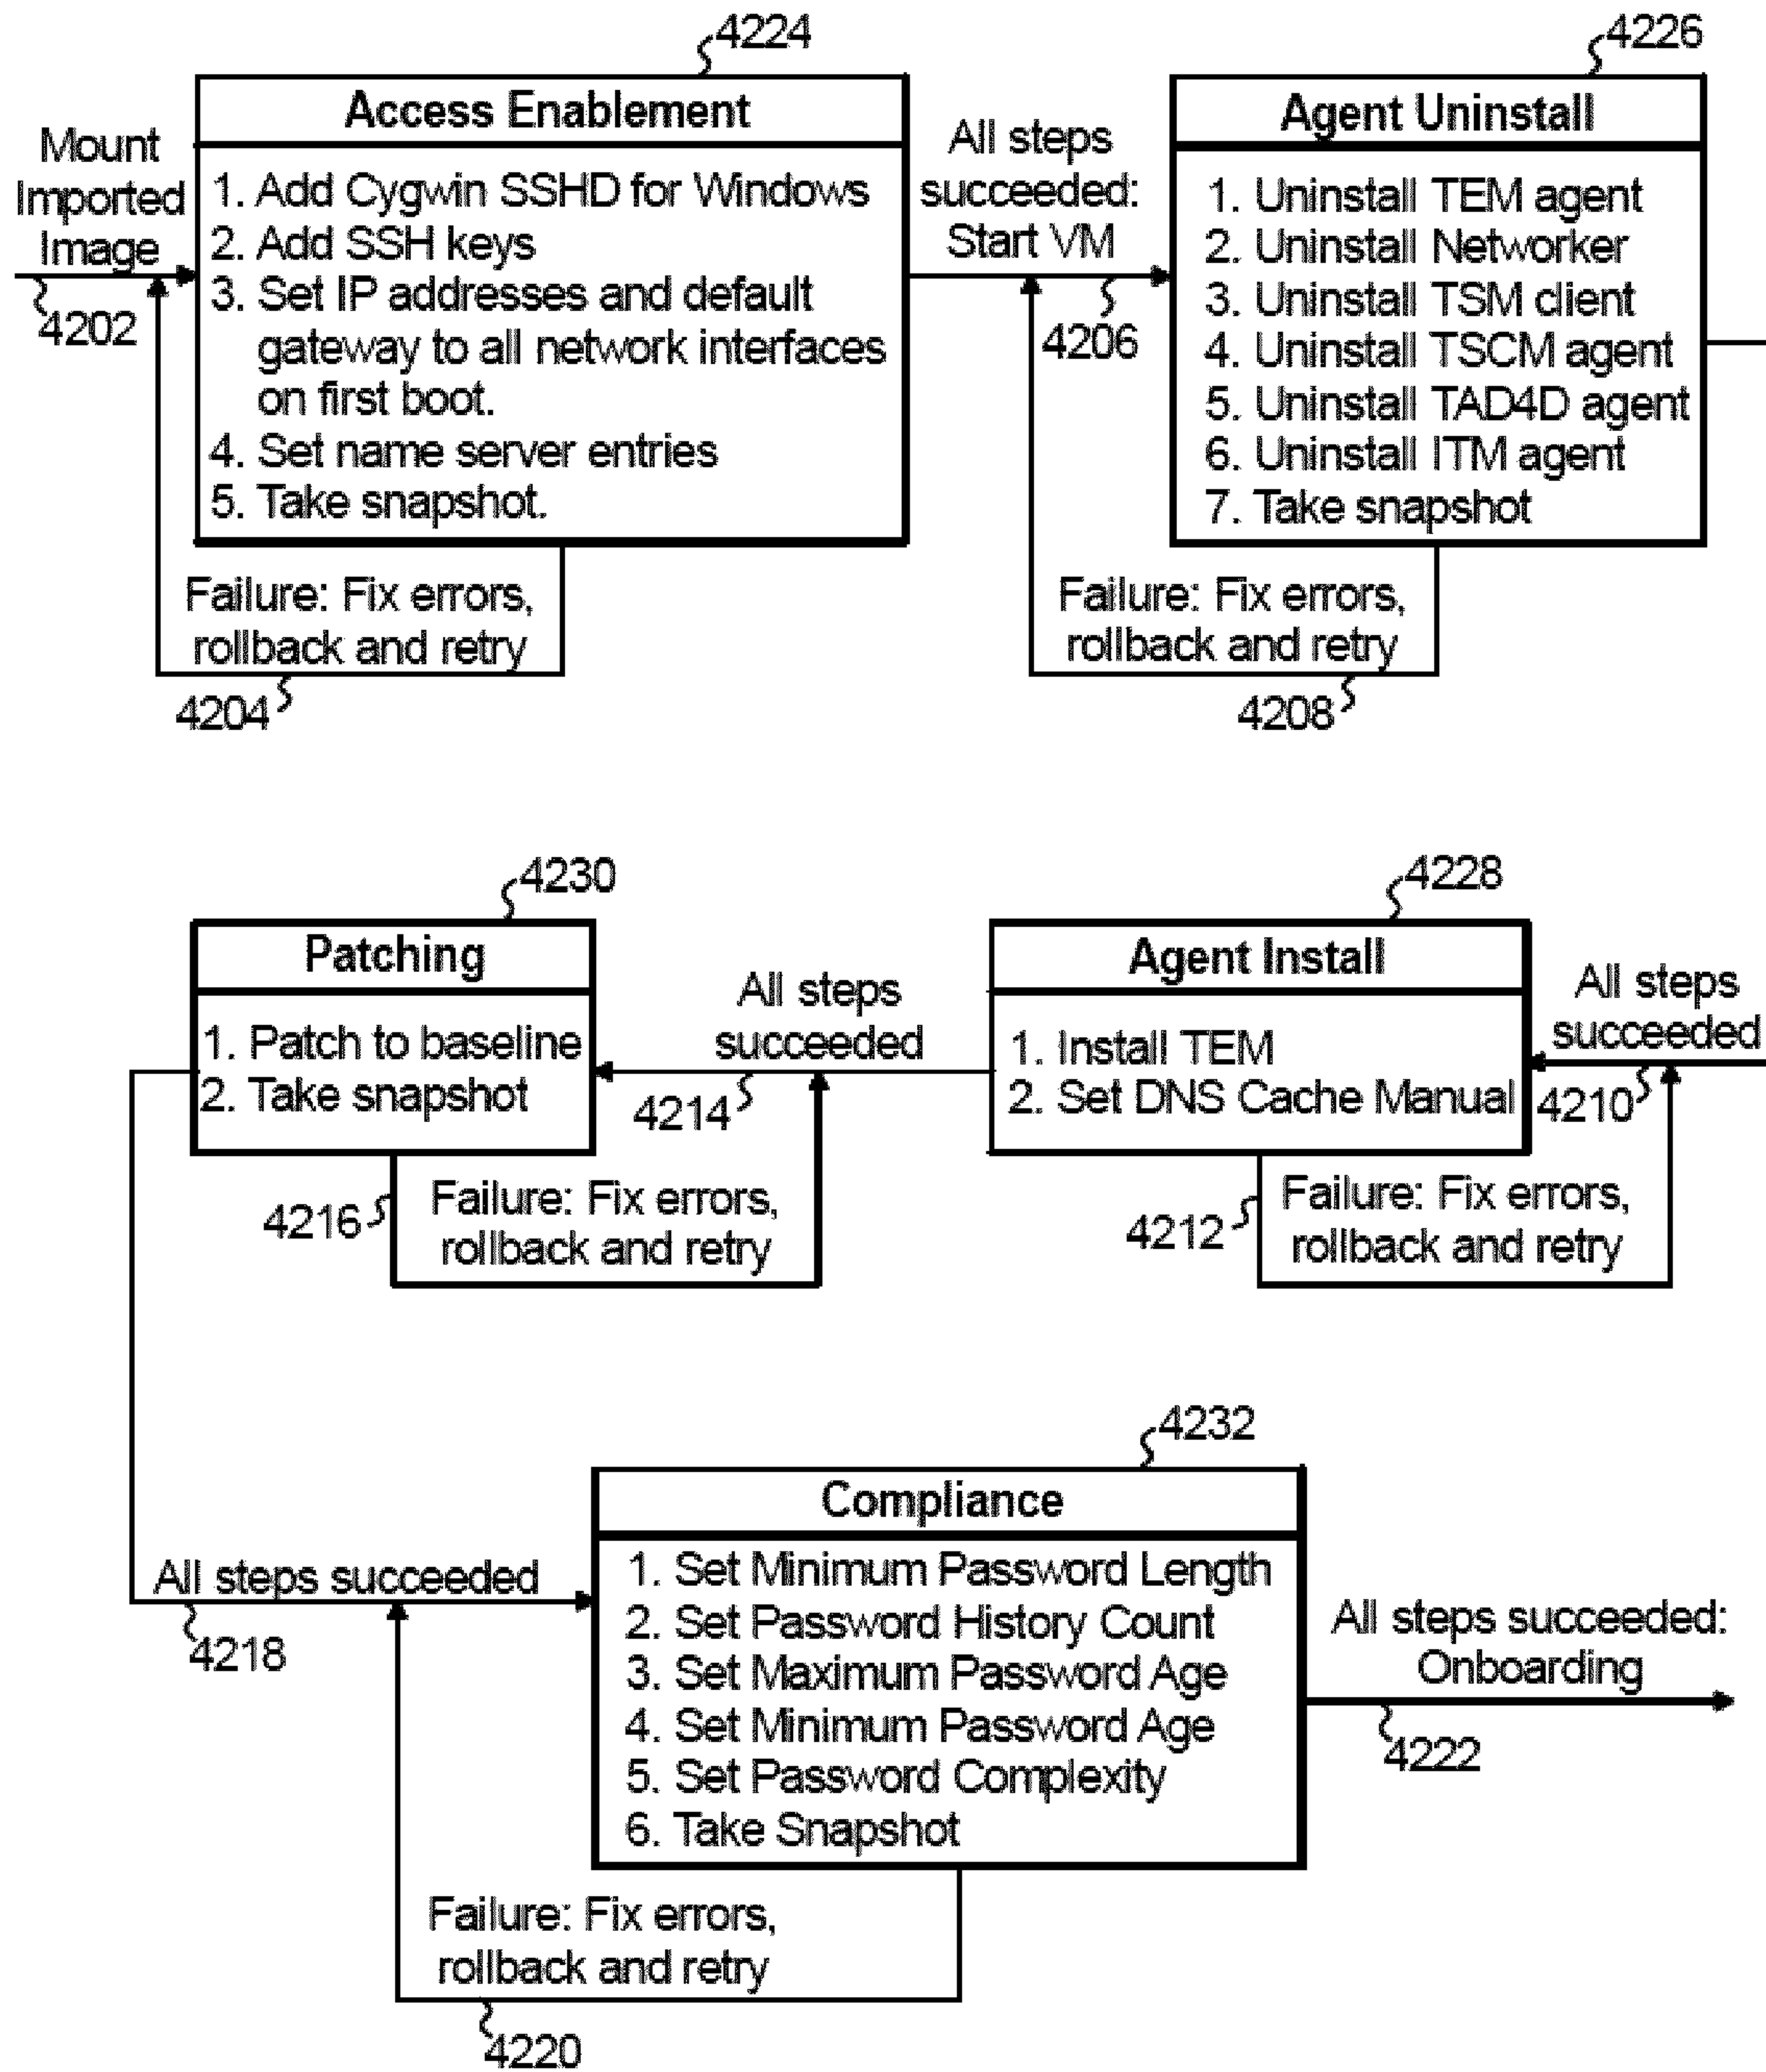 4224
Access Enablement
Mount
Imported
Image
4202
1. Add Cygwin SSHD for Windows
2. Add SSH keys
3. Set IP addresses and default
gateway to all network interfaces
on first boot.
4. Set name server entries
5. Take snapshot.
Failure: Fix errors,
rollback and retry
4204
All steps
succeeded:
Start VM
4206
4226
Agent Uninstall
1. Uninstall TEM agent
2. Uninstall Networker
3. Uninstall TSM client
4. Uninstall TSCM agent
5. Uninstall TAD4D agent
6. Uninstall ITM agent
7. Take snapshot
Failure: Fix errors,
rollback and retry
4208
All steps
succeeded
4210
4228
Agent Install
1. Install TEM
2. Set DNS Cache Manual
4212
Failure: Fix errors,
rollback and retry
All steps
succeeded
4214
4230
Patching
1. Patch to baseline
2. Take snapshot
4216
Failure: Fix errors,
rollback and retry
All steps succeeded
4218
4232
Compliance
1. Set Minimum Password Length
2. Set Password History Count
3. Set Maximum Password Age
4. Set Minimum Password Age
5. Set Password Complexity
6. Take Snapshot
Failure: Fix errors,
rollback and retry
4220
All steps succeeded:
Onboarding
4222